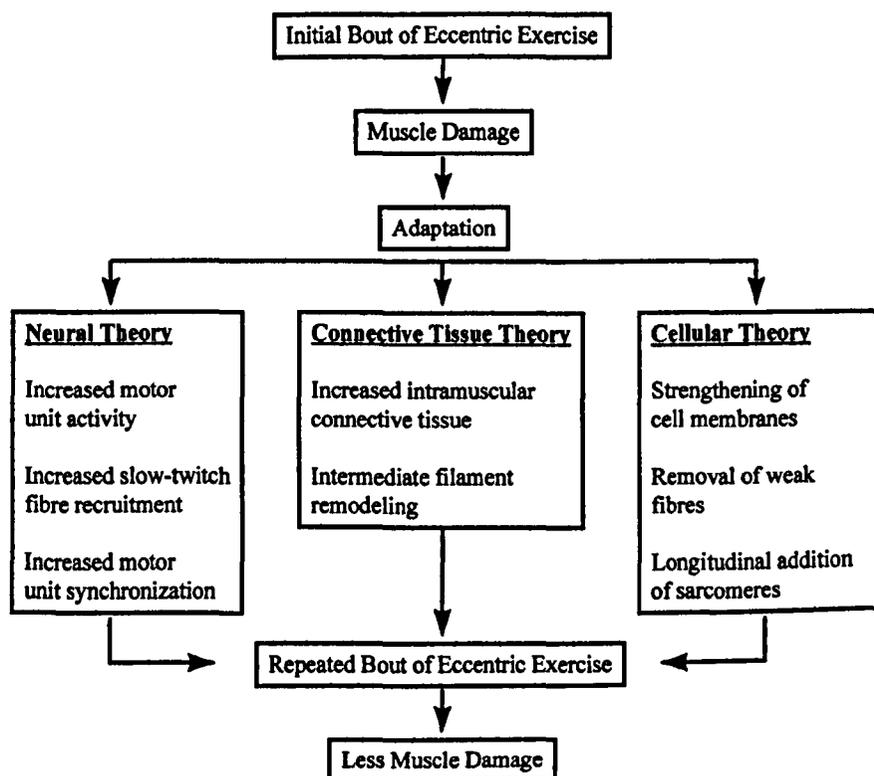 Initial Bout of Eccentric Exercise
Muscle Damage
Adaptation
Neural Theory
Increased motor
unit activity
Increased slow-twitch
fibre recruitment
Increased motor
unit synchronization
Connective Tissue Theory
Increased intramuscular
connective tissue
Intermediate filament
remodeling
Cellular Theory
Strengthening of
cell membranes
Removal of weak
fibres
Longitudinal addition
of sarcomeres
Repeated Bout of Eccentric Exercise
Less Muscle Damage